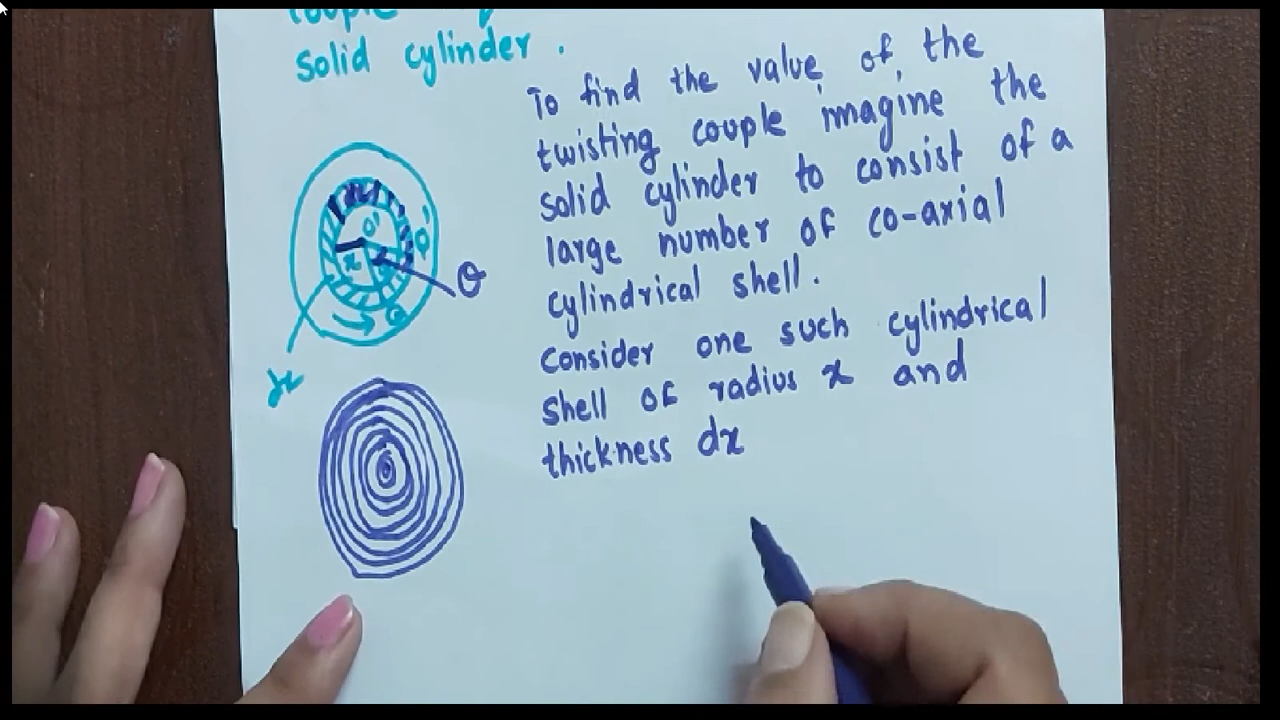 solid cylinder.
To find the value of the
twisting couple imagine the
solid cylinder to consist of a
large number of co-axial
cylindrical shell.
Consider one such cylindrical
shell of radius x and
thickness dx
O'
x
θ